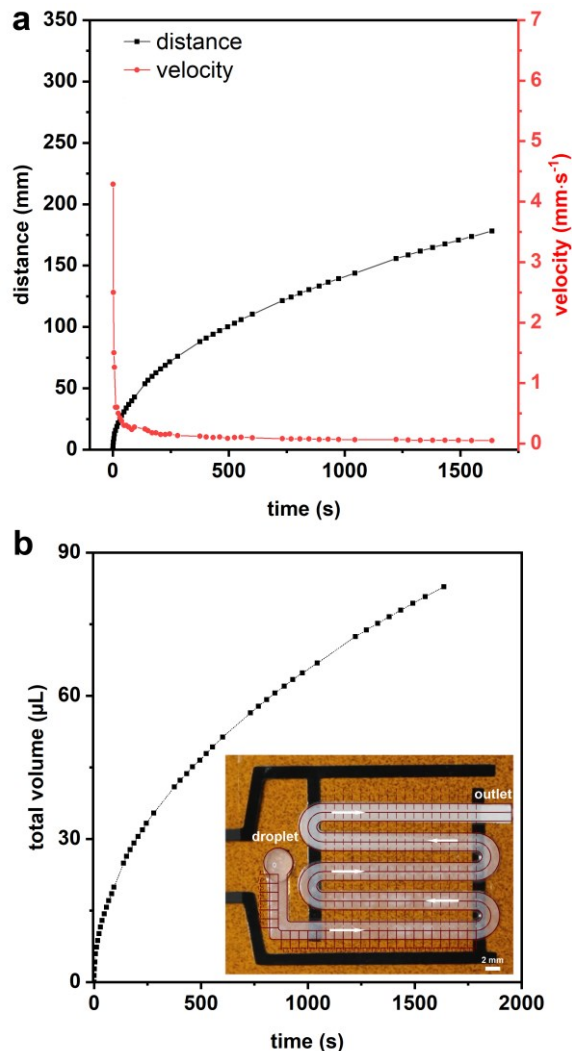 a
350
300
250
200
150
100
50
0
distance (mm)
distance
velocity
7
6
5
4
3
2
1
0
velocity (mm·s⁻¹)
0
500
1000
1500
time (s)
b
90
60
30
0
total volume (µL)
droplet
outlet
2 mm
0
500
1000
1500
2000
time (s)